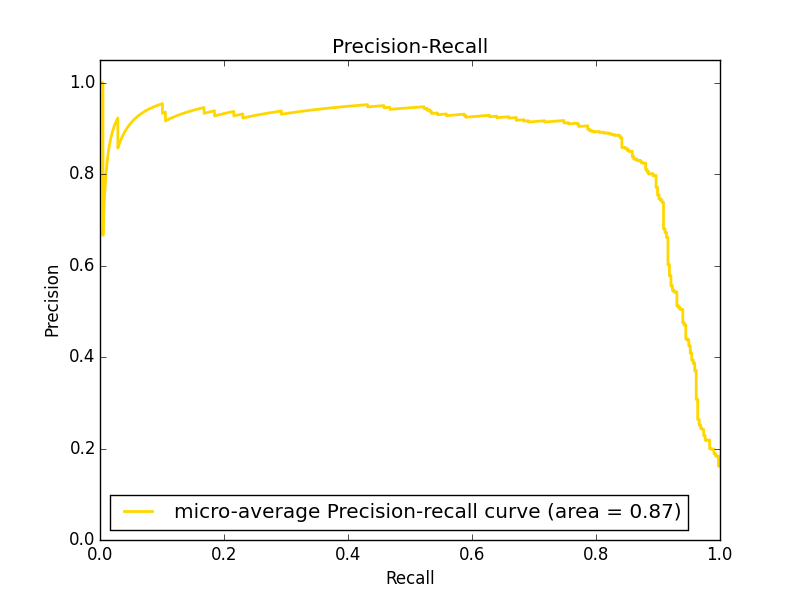 Precision-Recall
1.0
0.8
0.6
0.4
0.2
0.0
Precision
micro-average Precision-recall curve (area = 0.87)
0.0 0.2 0.4 0.6 0.8 1.0
Recall